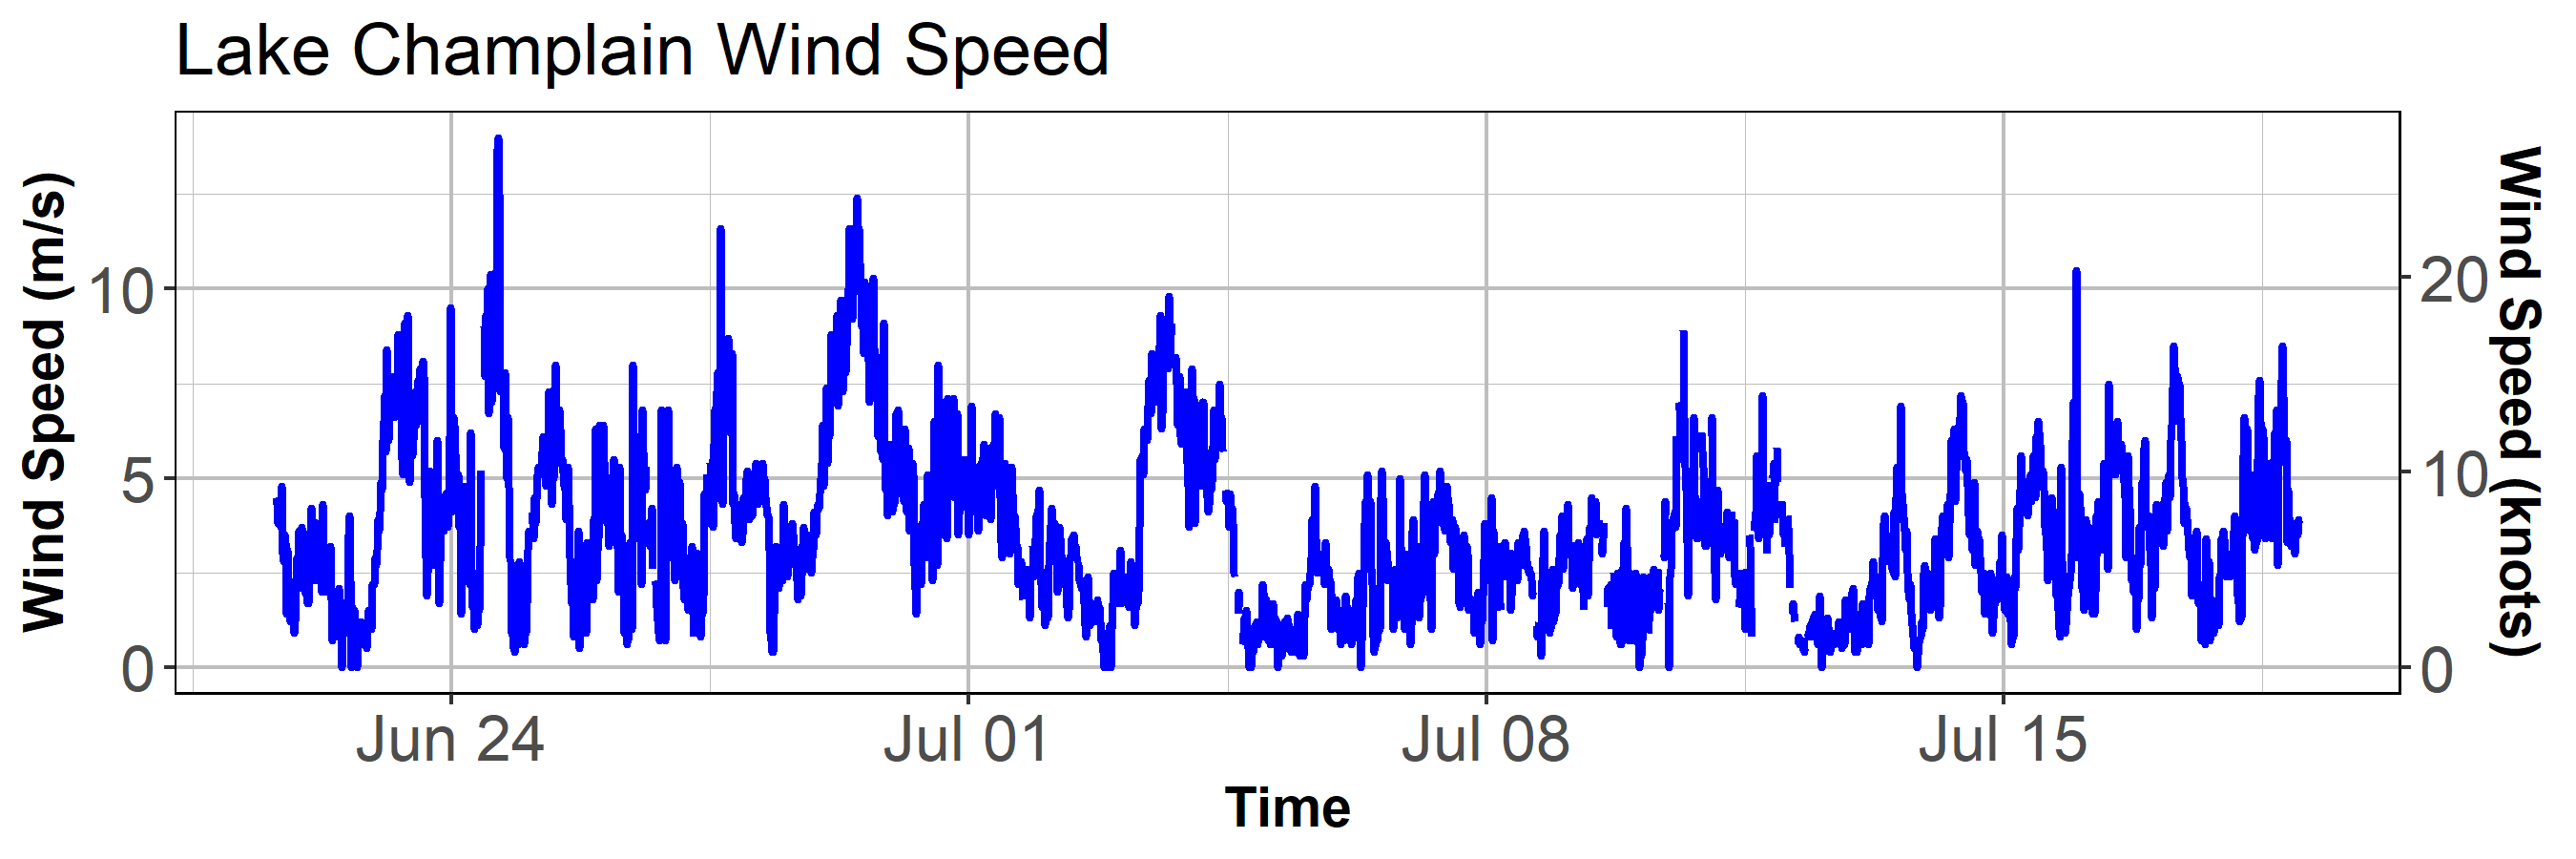 Lake Champlain Wind Speed
Wind Speed (m/s)
10
5
0
20
10
0
Wind Speed (knots)
Jun 24
Jul 01
Jul 08
Jul 15
Time